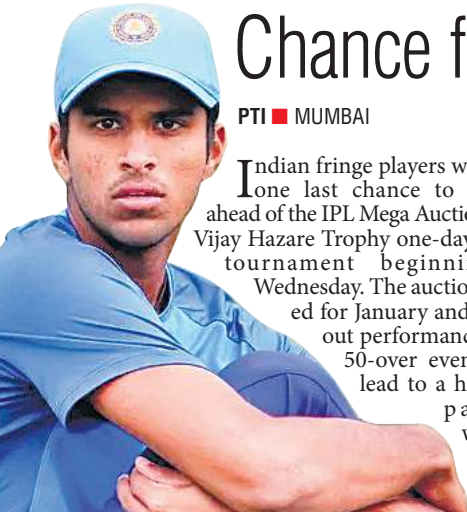 Chance f
PTI ■ MUMBAI
Indian fringe players w
one last chance to
ahead of the IPL Mega Auctio
Vijay Hazare Trophy one-day
tournament beginni
Wednesday. The auctio
ed for January and
out performanc
50-over even
lead to a h
pa
w